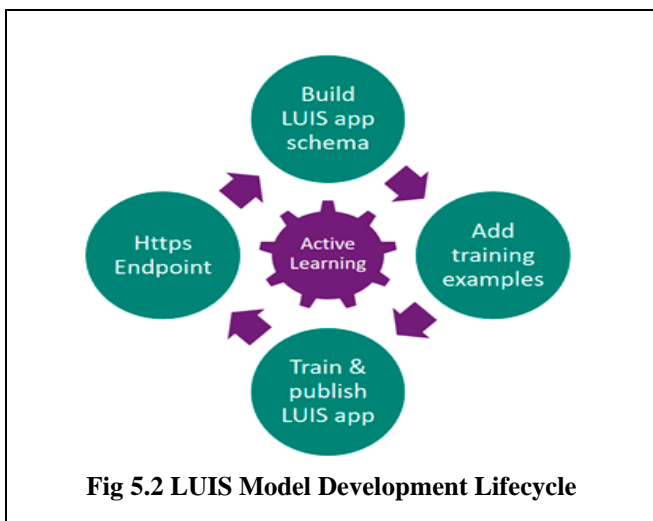 Build
LUIS app
schema
Add
training
examples
Active
Learning
Https
Endpoint
Train &
publish
LUIS app
Fig 5.2 LUIS Model Development Lifecycle